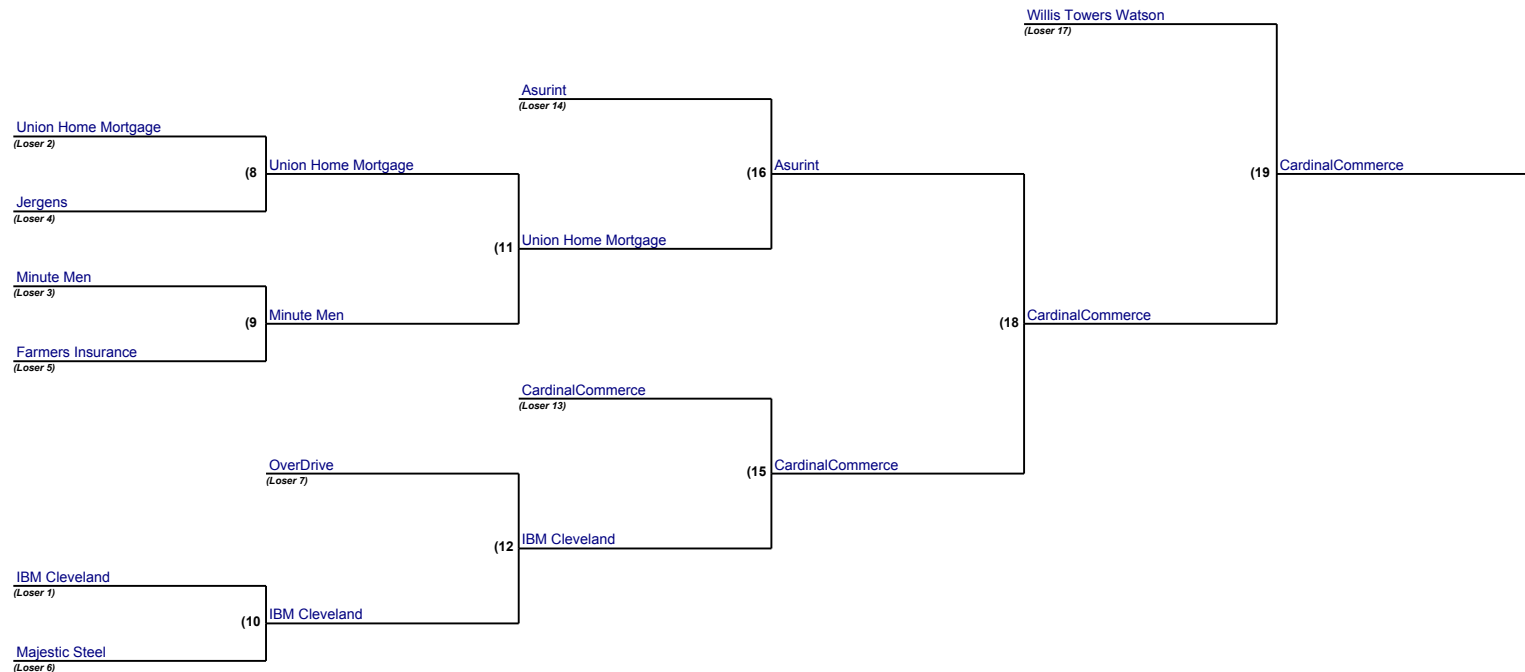 Willis Towers Watson
(Loser 17)
Asurint
(Loser 14)
Union Home Mortgage
(Loser 2)
(8 Union Home Mortgage
(16 Asurint
(19 CardinalCommerce
Jergens
(Loser 4)
(11 Union Home Mortgage
Minute Men
(Loser 3)
(9 Minute Men
(18 CardinalCommerce
Farmers Insurance
(Loser 5)
CardinalCommerce
(Loser 13)
OverDrive
(Loser 7)
(15 CardinalCommerce
(12 IBM Cleveland
IBM Cleveland
(Loser 1)
(10 IBM Cleveland
Majestic Steel
(Loser 6)